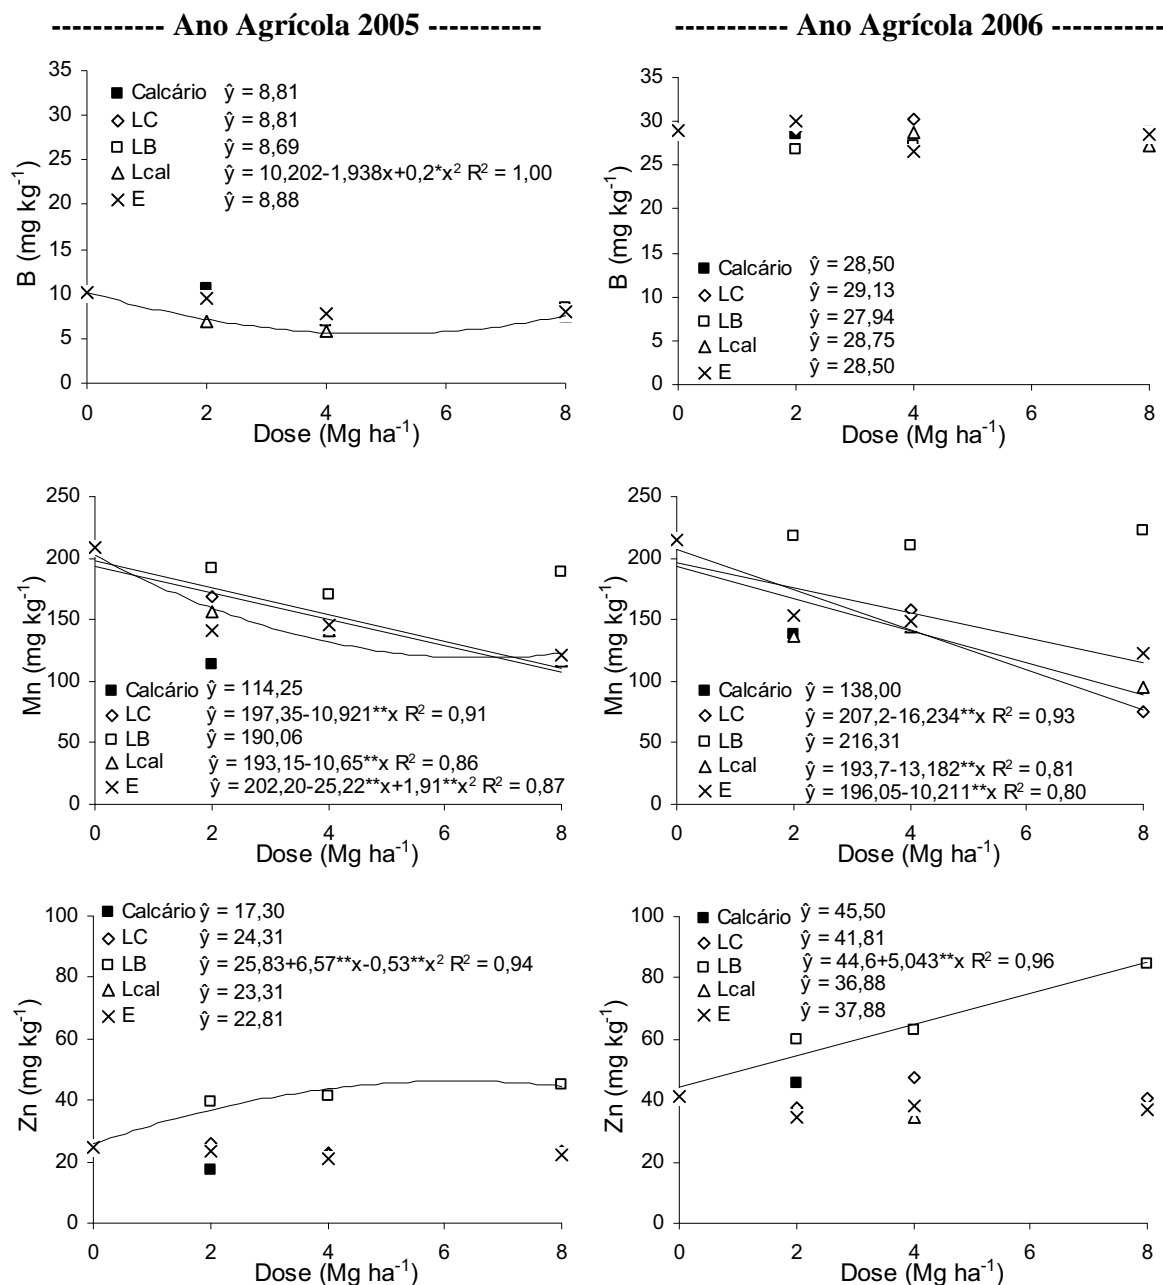 ---------- Ano Agrícola 2005 ----------
35
30
25
20
15
10
5
0
B (mg kg⁻¹)
Calcário ŷ = 8,81
LC ŷ = 8,81
LB ŷ = 8,69
Lcal ŷ = 10,202-1,938x+0,2*x² R² = 1,00
E ŷ = 8,88
0 2 4 6 8
Dose (Mg ha⁻¹)
---------- Ano Agrícola 2006 ----------
35
30
25
20
15
10
5
0
B (mg kg⁻¹)
Calcário ŷ = 28,50
LC ŷ = 29,13
LB ŷ = 27,94
Lcal ŷ = 28,75
E ŷ = 28,50
0 2 4 6 8
Dose (Mg ha⁻¹)
250
200
150
100
50
0
Mn (mg kg⁻¹)
Calcário ŷ = 114,25
LC ŷ = 197,35-10,921**x R² = 0,91
LB ŷ = 190,06
Lcal ŷ = 193,15-10,65**x R² = 0,86
E ŷ = 202,20-25,22**x+1,91**x² R² = 0,87
0 2 4 6 8
Dose (Mg ha⁻¹)
250
200
150
100
50
0
Mn (mg kg⁻¹)
Calcário ŷ = 138,00
LC ŷ = 207,2-16,234**x R² = 0,93
LB ŷ = 216,31
Lcal ŷ = 193,7-13,182**x R² = 0,81
E ŷ = 196,05-10,211**x R² = 0,80
0 2 4 6 8
Dose (Mg ha⁻¹)
100
80
60
40
20
0
Zn (mg kg⁻¹)
Calcário ŷ = 17,30
LC ŷ = 24,31
LB ŷ = 25,83+6,57**x-0,53**x² R² = 0,94
Lcal ŷ = 23,31
E ŷ = 22,81
0 2 4 6 8
Dose (Mg ha⁻¹)
100
80
60
40
20
0
Zn (mg kg⁻¹)
Calcário ŷ = 45,50
LC ŷ = 41,81
LB ŷ = 44,6+5,043**x R² = 0,96
Lcal ŷ = 36,88
E ŷ = 37,88
0 2 4 6 8
Dose (Mg ha⁻¹)